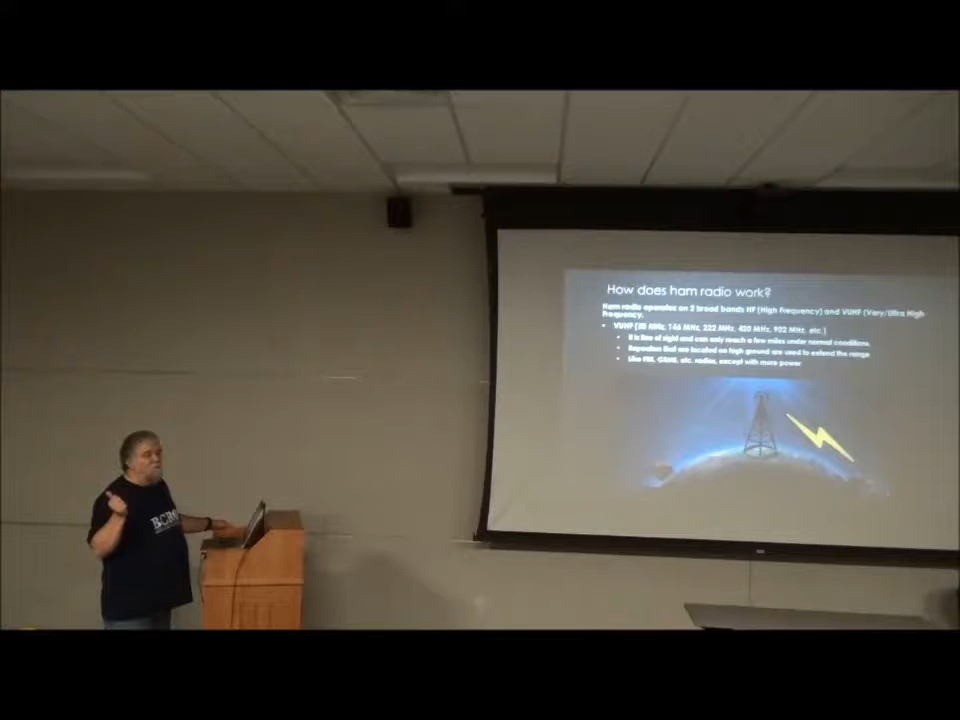 How does ham radio work?
Ham radio operates on 2 broad bands HF (High Frequency) and VUHF (Very/Ultra High
Frequency.
• VUHF (50 MHz, 146 MHz, 222 MHz, 420 MHz, 902 MHz, etc.)
• It is line of sight and can only reach a few miles under normal conditions.
• Repeaters that are located on high ground are used to extend the range
• Like FM, GMRS, etc. radios, except with more power